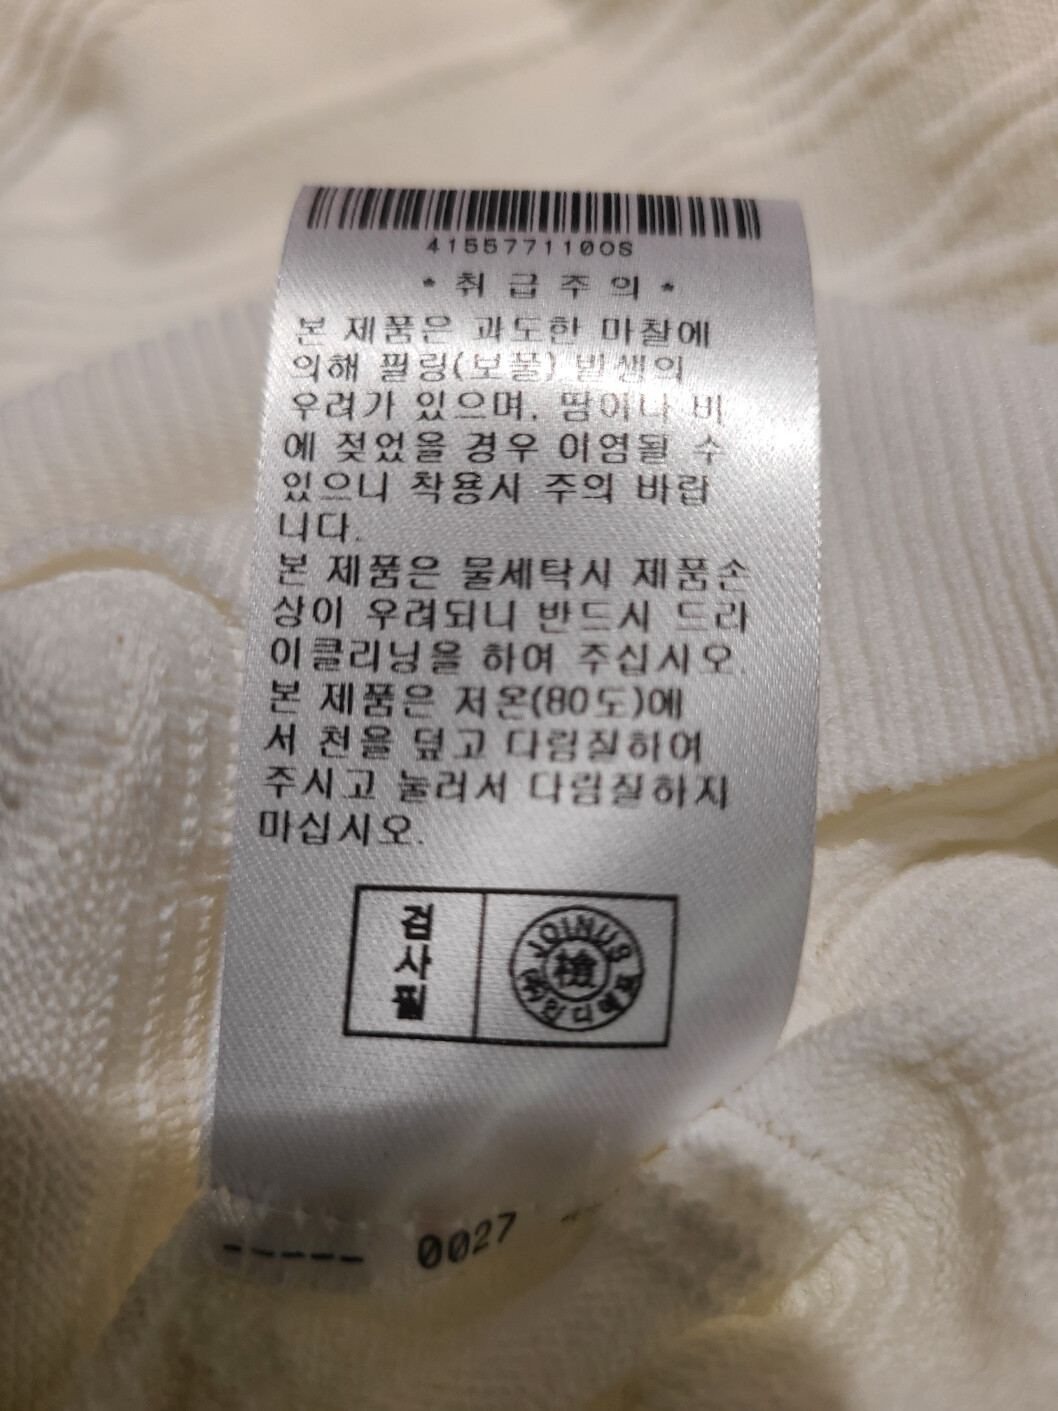 4155771100S
* 취급주의 *
본 제품은 과도한 마찰에
의해 필링(보풀) 발생의
우려가 있으며, 땀이나 비
에 젖었을 경우 이염될 수
있으니 착용시 주의 바랍
니다.
본 제품은 물세탁시 제품손
상이 우려되니 반드시 드라
이클리닝을 하여 주십시오.
본 제품은 저온(80도)에
서 천을 덮고 다림질하여
주시고 눌러서 다림질하지
마십시오.
검
사
필
JOINUS
檢
인디에프
----- 0027